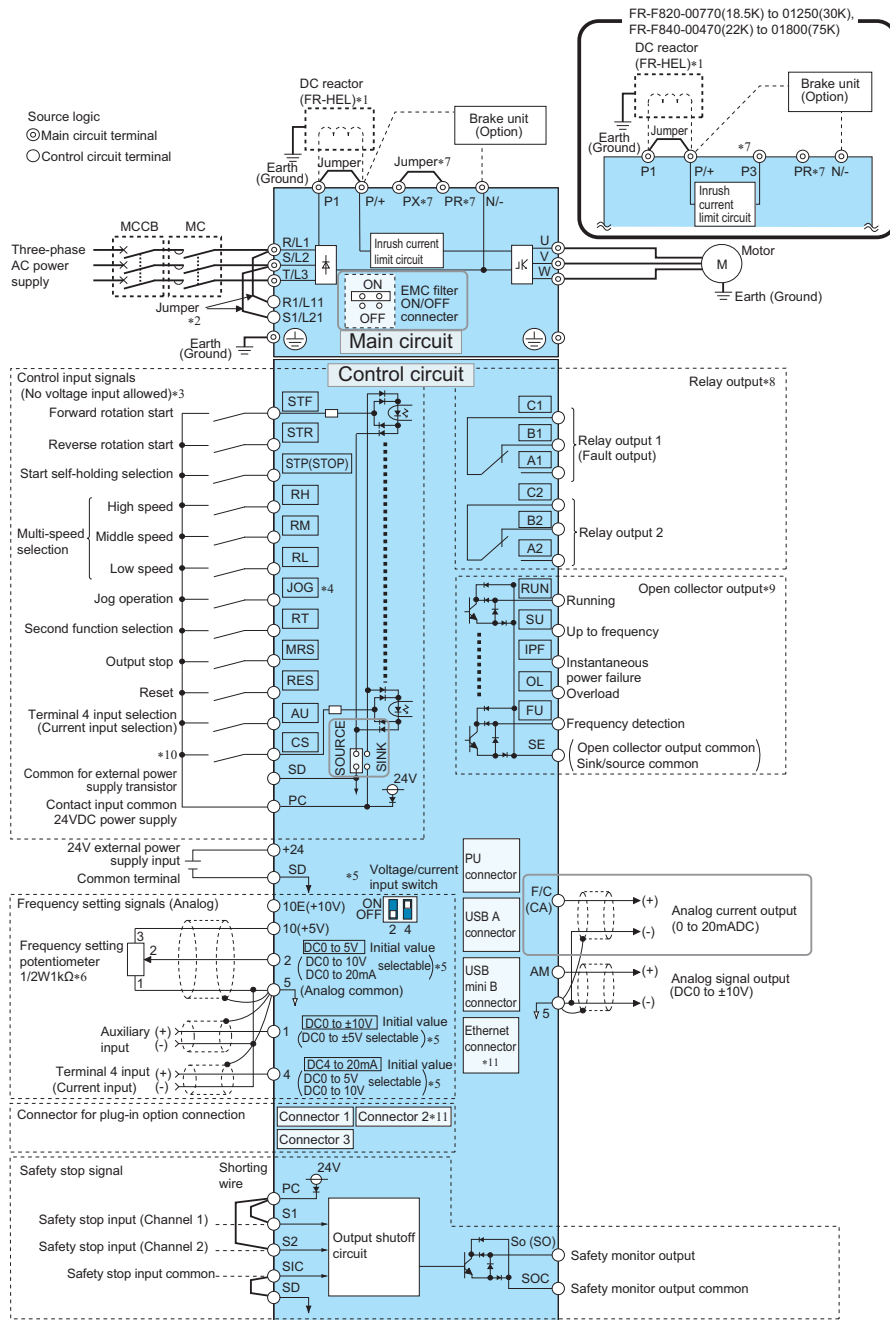 FR-F820-00770(18.5K) to 01250(30K),
FR-F840-00470(22K) to 01800(75K)
DC reactor
(FR-HEL)*1
Brake unit
(Option)
Earth
(Ground)
Jumper
*7
P1
P/+
P3
PR*7
N/-
Inrush
current
limit circuit
Source logic
Main circuit terminal
Control circuit terminal
DC reactor
(FR-HEL)*1
Brake unit
(Option)
Earth
(Ground)
Jumper
Jumper*7
P1
P/+
PX*7
PR*7
N/-
MCCB
MC
Three-phase
AC power
supply
R/L1
S/L2
T/L3
R1/L11
S1/L21
Jumper
*2
Earth
(Ground)
Inrush current
limit circuit
ON
OFF
EMC filter
ON/OFF
connecter
U
V
W
Motor
M
Earth (Ground)
Main circuit
Control circuit
Control input signals
(No voltage input allowed)*3
Forward rotation start
STF
Reverse rotation start
STR
Start self-holding selection
STP(STOP)
Multi-speed
selection
High speed
RH
Middle speed
RM
Low speed
RL
Jog operation
JOG *4
Second function selection
RT
Output stop
MRS
Reset
RES
Terminal 4 input selection
(Current input selection)
AU
*10
CS
SOURCE
SINK
Common for external power
supply transistor
SD
24V
Contact input common
24VDC power supply
PC
Relay output*8
C1
B1
A1
Relay output 1
(Fault output)
C2
B2
A2
Relay output 2
Open collector output*9
RUN
Running
SU
Up to frequency
IPF
Instantaneous
power failure
OL
Overload
FU
Frequency detection
SE
Open collector output common
Sink/source common
24V external power
supply input
+24
Common terminal
SD
*5
Voltage/current
input switch
ON
OFF
2 4
Frequency setting signals (Analog)
10E(+10V)
10(+5V)
Frequency setting
potentiometer
1/2W1kΩ*6
3
2
1
2
DC0 to 5V Initial value
(DC0 to 10V
DC0 to 20mA selectable)*5
5
(Analog common)
Auxiliary
input
(+)
(-)
1
DC0 to ±10V Initial value
(DC0 to ±5V selectable)*5
Terminal 4 input
(Current input)
(+)
(-)
4
DC4 to 20mA Initial value
(DC0 to 5V
DC0 to 10V selectable)*5
PU
connector
USB A
connector
USB
mini B
connector
Ethernet
connector
*11
F/C
(CA)
(+)
(-)
Analog current output
(0 to 20mADC)
AM
5
(+)
(-)
Analog signal output
(DC0 to ±10V)
Connector for plug-in option connection
Connector 1
Connector 2*11
Connector 3
Safety stop signal
Shorting
wire
24V
PC
Safety stop input (Channel 1)
S1
Safety stop input (Channel 2)
S2
Safety stop input common
SIC
SD
Output shutoff
circuit
So (SO)
Safety monitor output
SOC
Safety monitor output common